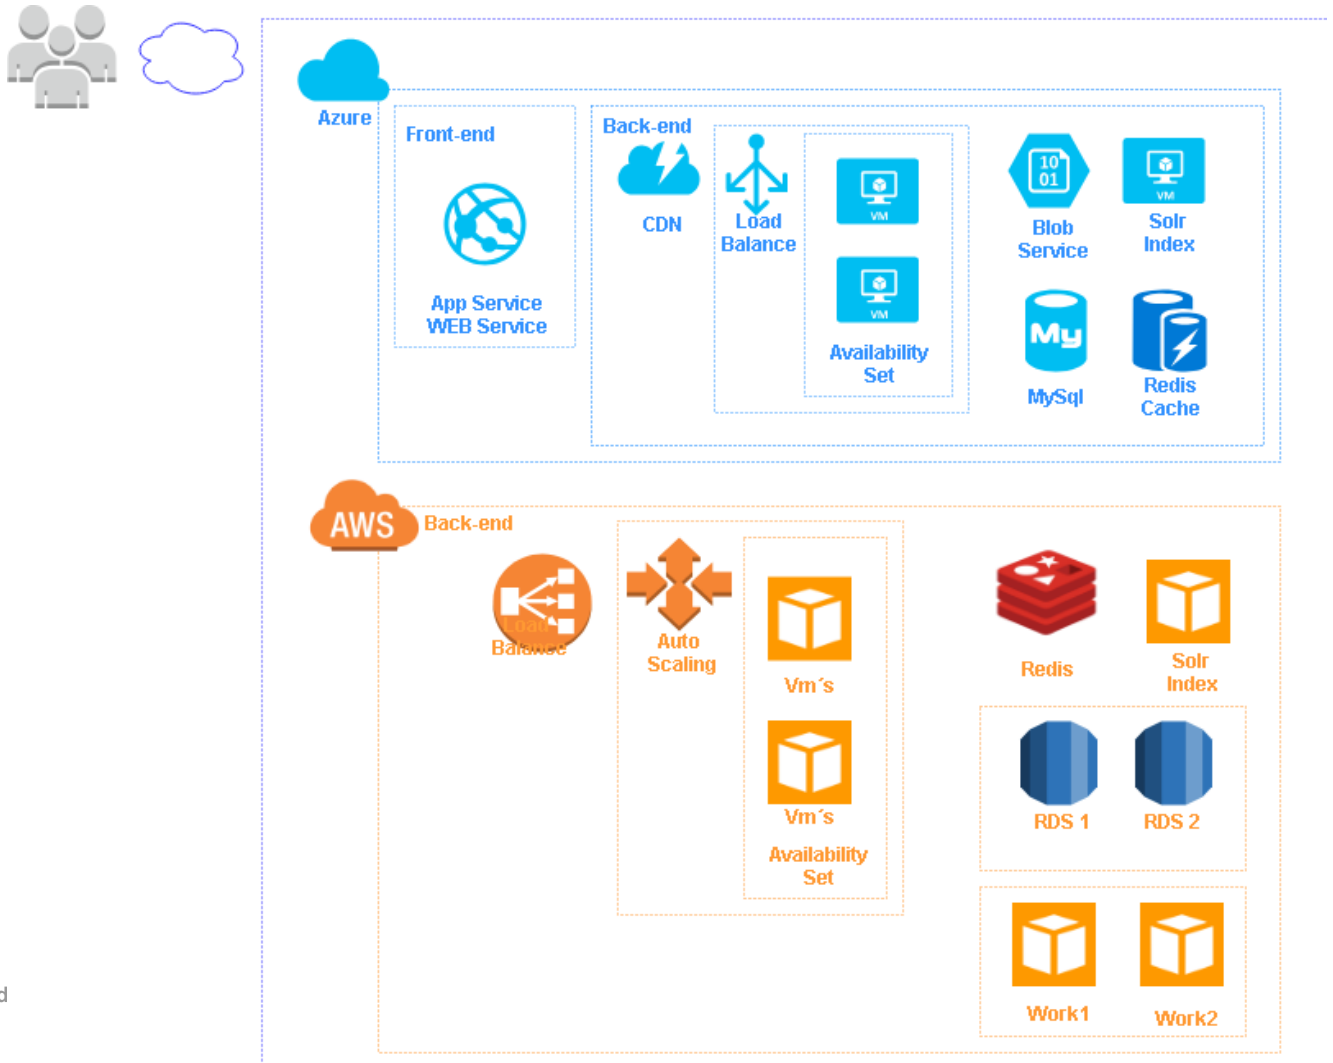 Azure
Front-end
App Service
WEB Service
Back-end
CDN
Load
Balance
VM
VM
Availability
Set
10
01
Blob
Service
VM
Solr
Index
My
MySql
Redis
Cache
AWS
Back-end
Load
Balance
Auto
Scaling
Vm´s
Vm´s
Availability
Set
Redis
Solr
Index
RDS 1
RDS 2
Work1
Work2
d